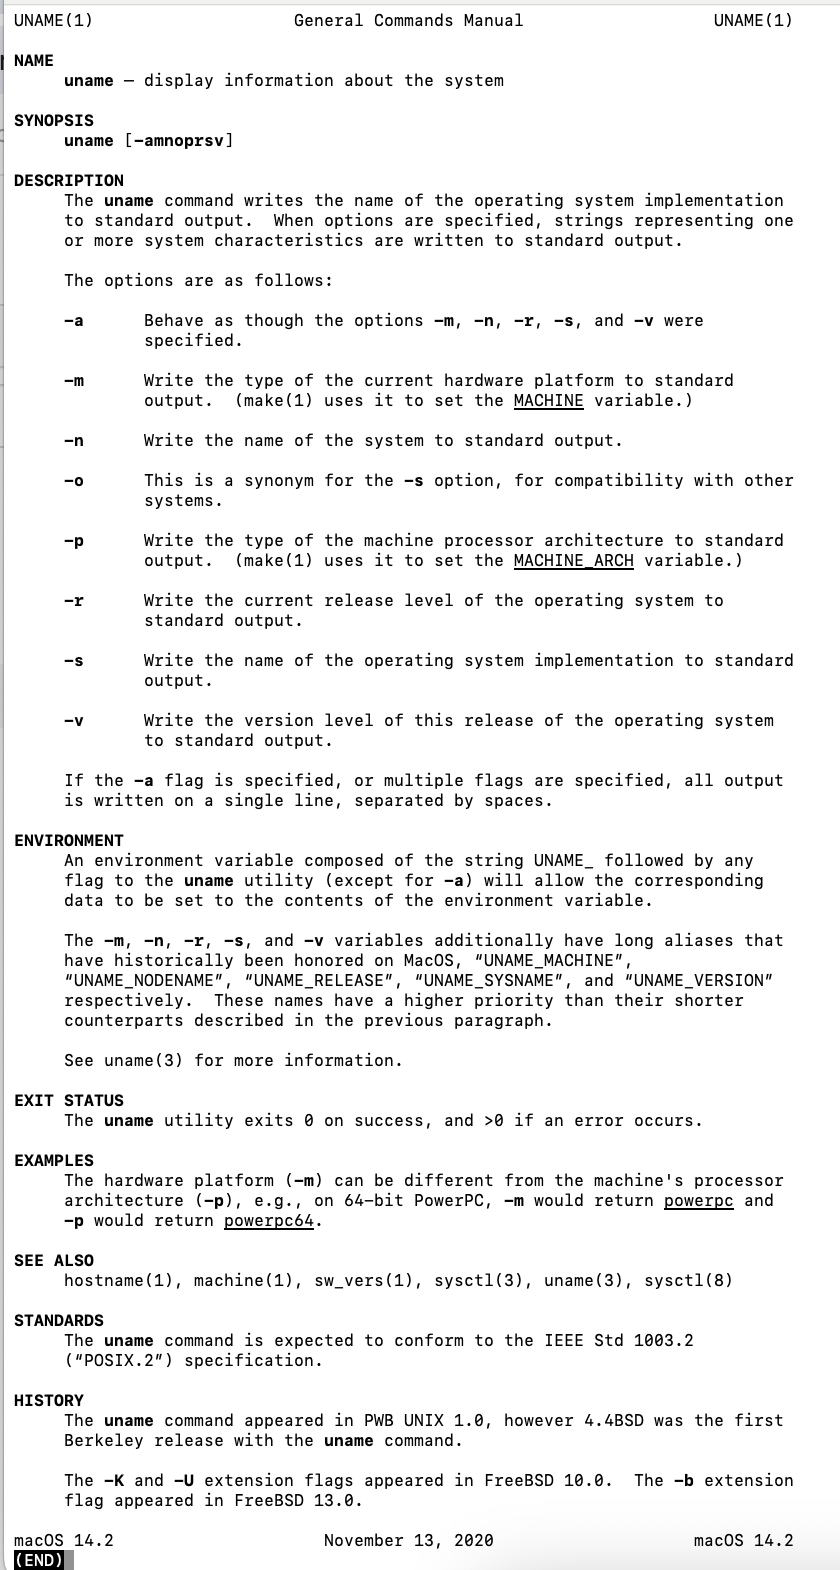 UNAME(1)                    General Commands Manual                   UNAME(1)
NAME
uname – display information about the system
SYNOPSIS
uname [-amnoprsv]
DESCRIPTION
The uname command writes the name of the operating system implementation
to standard output.  When options are specified, strings representing one
or more system characteristics are written to standard output.
The options are as follows:
-a      Behave as though the options -m, -n, -r, -s, and -v were
specified.
-m      Write the type of the current hardware platform to standard
output.  (make(1) uses it to set the MACHINE variable.)
-n      Write the name of the system to standard output.
-o      This is a synonym for the -s option, for compatibility with other
systems.
-p      Write the type of the machine processor architecture to standard
output.  (make(1) uses it to set the MACHINE_ARCH variable.)
-r      Write the current release level of the operating system to
standard output.
-s      Write the name of the operating system implementation to standard
output.
-v      Write the version level of this release of the operating system
to standard output.
If the -a flag is specified, or multiple flags are specified, all output
is written on a single line, separated by spaces.
ENVIRONMENT
An environment variable composed of the string UNAME_ followed by any
flag to the uname utility (except for -a) will allow the corresponding
data to be set to the contents of the environment variable.
The -m, -n, -r, -s, and -v variables additionally have long aliases that
have historically been honored on MacOS, “UNAME_MACHINE”,
“UNAME_NODENAME”, “UNAME_RELEASE”, “UNAME_SYSNAME”, and “UNAME_VERSION”
respectively.  These names have a higher priority than their shorter
counterparts described in the previous paragraph.
See uname(3) for more information.
EXIT STATUS
The uname utility exits 0 on success, and >0 if an error occurs.
EXAMPLES
The hardware platform (-m) can be different from the machine's processor
architecture (-p), e.g., on 64-bit PowerPC, -m would return powerpc and
-p would return powerpc64.
SEE ALSO
hostname(1), machine(1), sw_vers(1), sysctl(3), uname(3), sysctl(8)
STANDARDS
The uname command is expected to conform to the IEEE Std 1003.2
(“POSIX.2”) specification.
HISTORY
The uname command appeared in PWB UNIX 1.0, however 4.4BSD was the first
Berkeley release with the uname command.
The -K and -U extension flags appeared in FreeBSD 10.0.  The -b extension
flag appeared in FreeBSD 13.0.
macOS 14.2                     November 13, 2020                    macOS 14.2
(END)